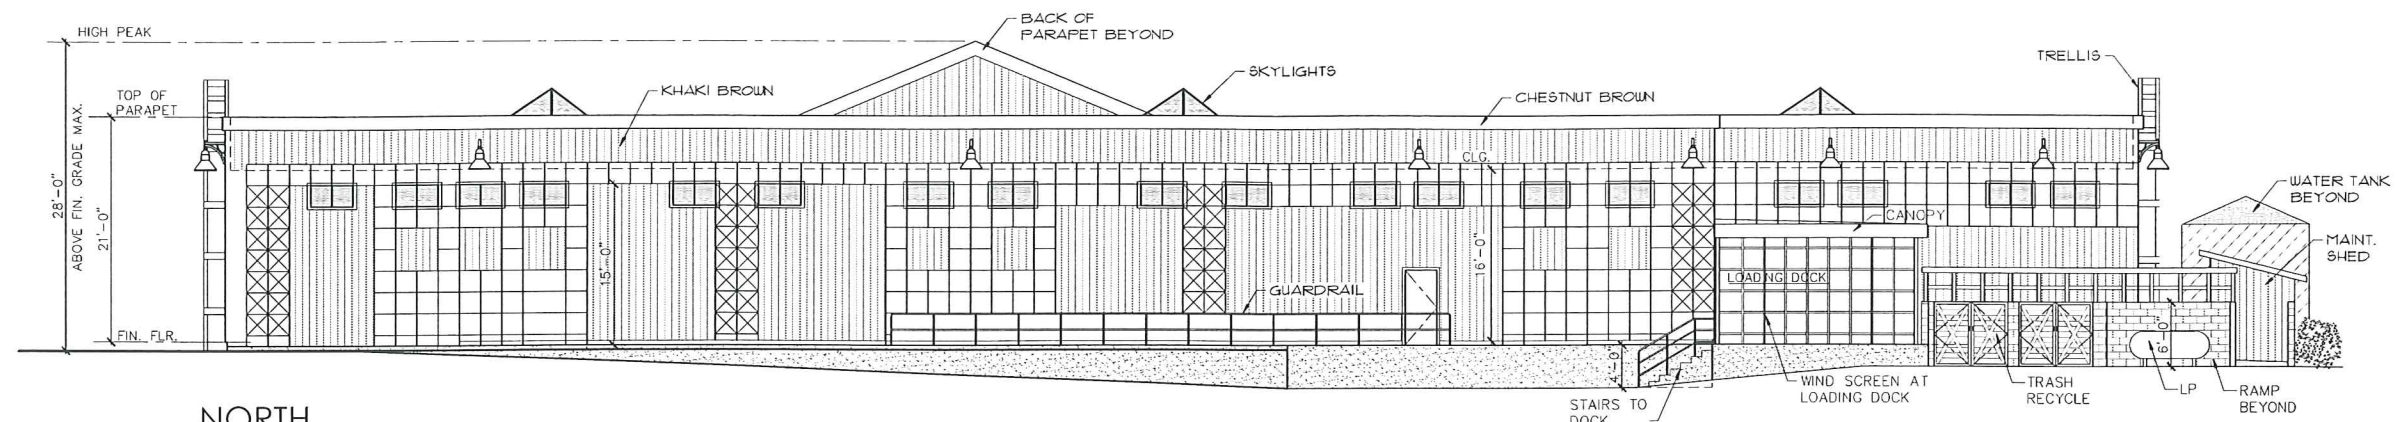 HIGH PEAK
BACK OF
PARAPET BEYOND
TRELLIS
SKYLIGHTS
TOP OF
PARAPET
KHAKI BROWN
CHESTNUT BROWN
28'-0"
ABOVE FIN. GRADE MAX.
21'-0"
CLG.
WATER TANK
BEYOND
CANOPY
MAINT.
SHED
15'-0"
16'-0"
LOADING DOCK
GUARDRAIL
FIN. FLR.
6'-0"
4'-0"
WIND SCREEN AT
LOADING DOCK
TRASH
RECYCLE
LP
RAMP
BEYOND
STAIRS TO
DOCK
NORTH